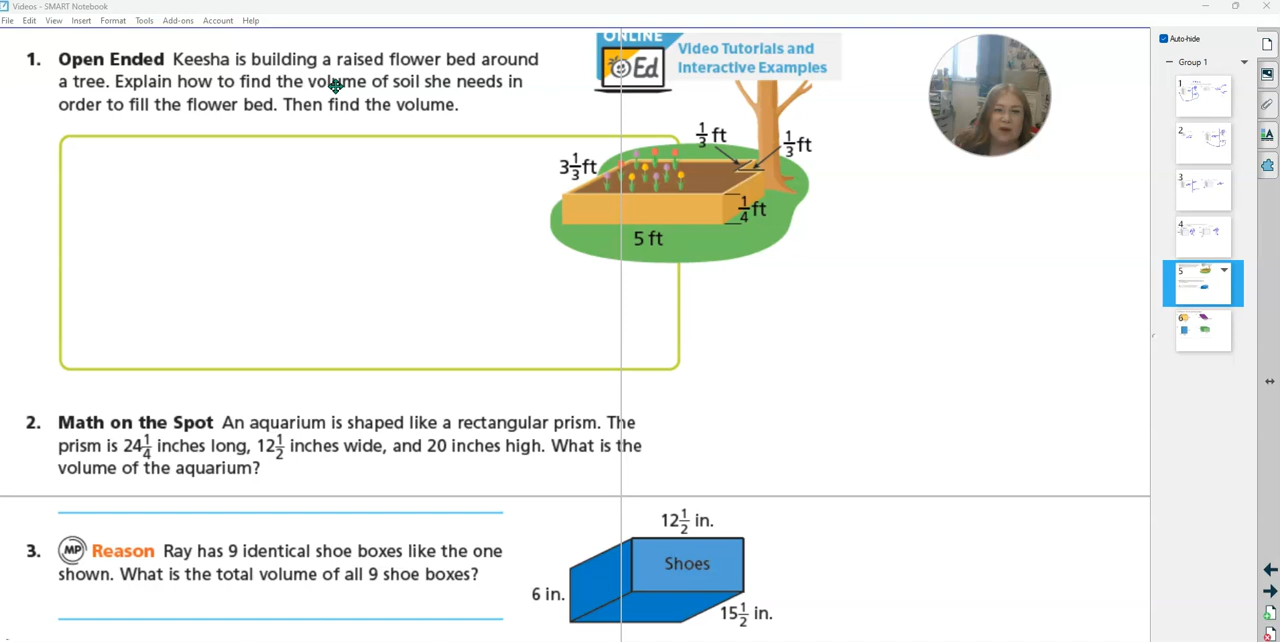 Videos - SMART Notebook
File Edit View Insert Format Tools Add-ons Account Help
1. Open Ended Keesha is building a raised flower bed around
a tree. Explain how to find the volume of soil she needs in
order to fill the flower bed. Then find the volume.
ONLINE
Ed
Video Tutorials and
Interactive Examples
1/3 ft
1/3 ft
3 1/3 ft
1/4 ft
5 ft
2. Math on the Spot An aquarium is shaped like a rectangular prism. The
prism is 24 1/4 inches long, 12 1/2 inches wide, and 20 inches high. What is the
volume of the aquarium?
3. MP Reason Ray has 9 identical shoe boxes like the one
shown. What is the total volume of all 9 shoe boxes?
12 1/2 in.
Shoes
6 in.
15 1/2 in.
Auto-hide
Group 1
1
2
3
4
5
6